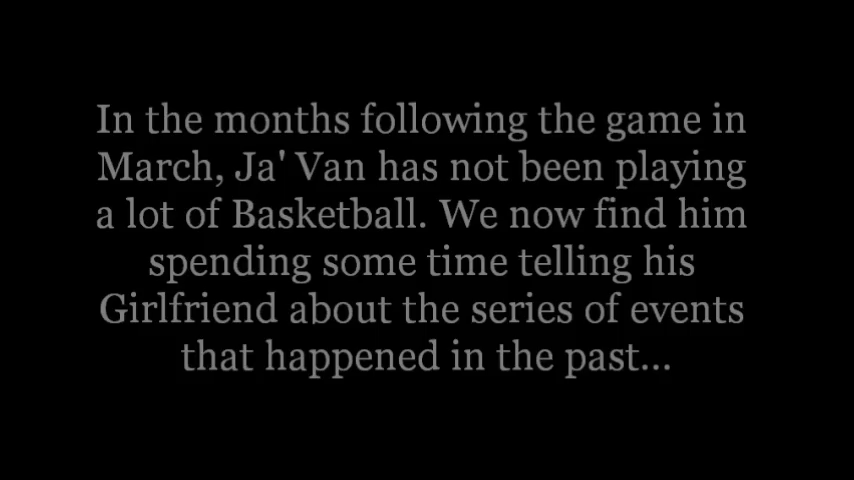 In the months following the game in
March, Ja' Van has not been playing
a lot of Basketball. We now find him
spending some time telling his
Girlfriend about the series of events
that happened in the past...